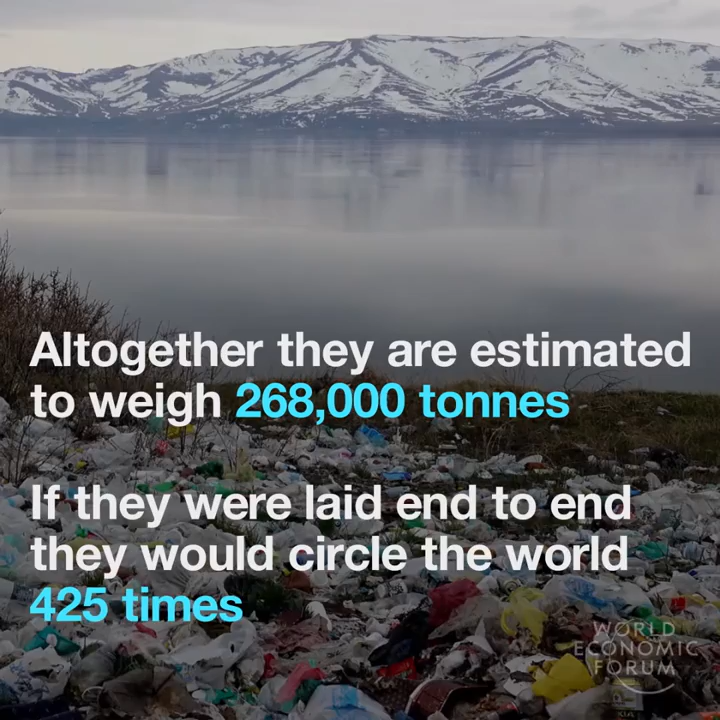 Altogether they are estimated
to weigh 268,000 tonnes
If they were laid end to end
they would circle the world
425 times
WORLD
ECONOMIC
FORUM